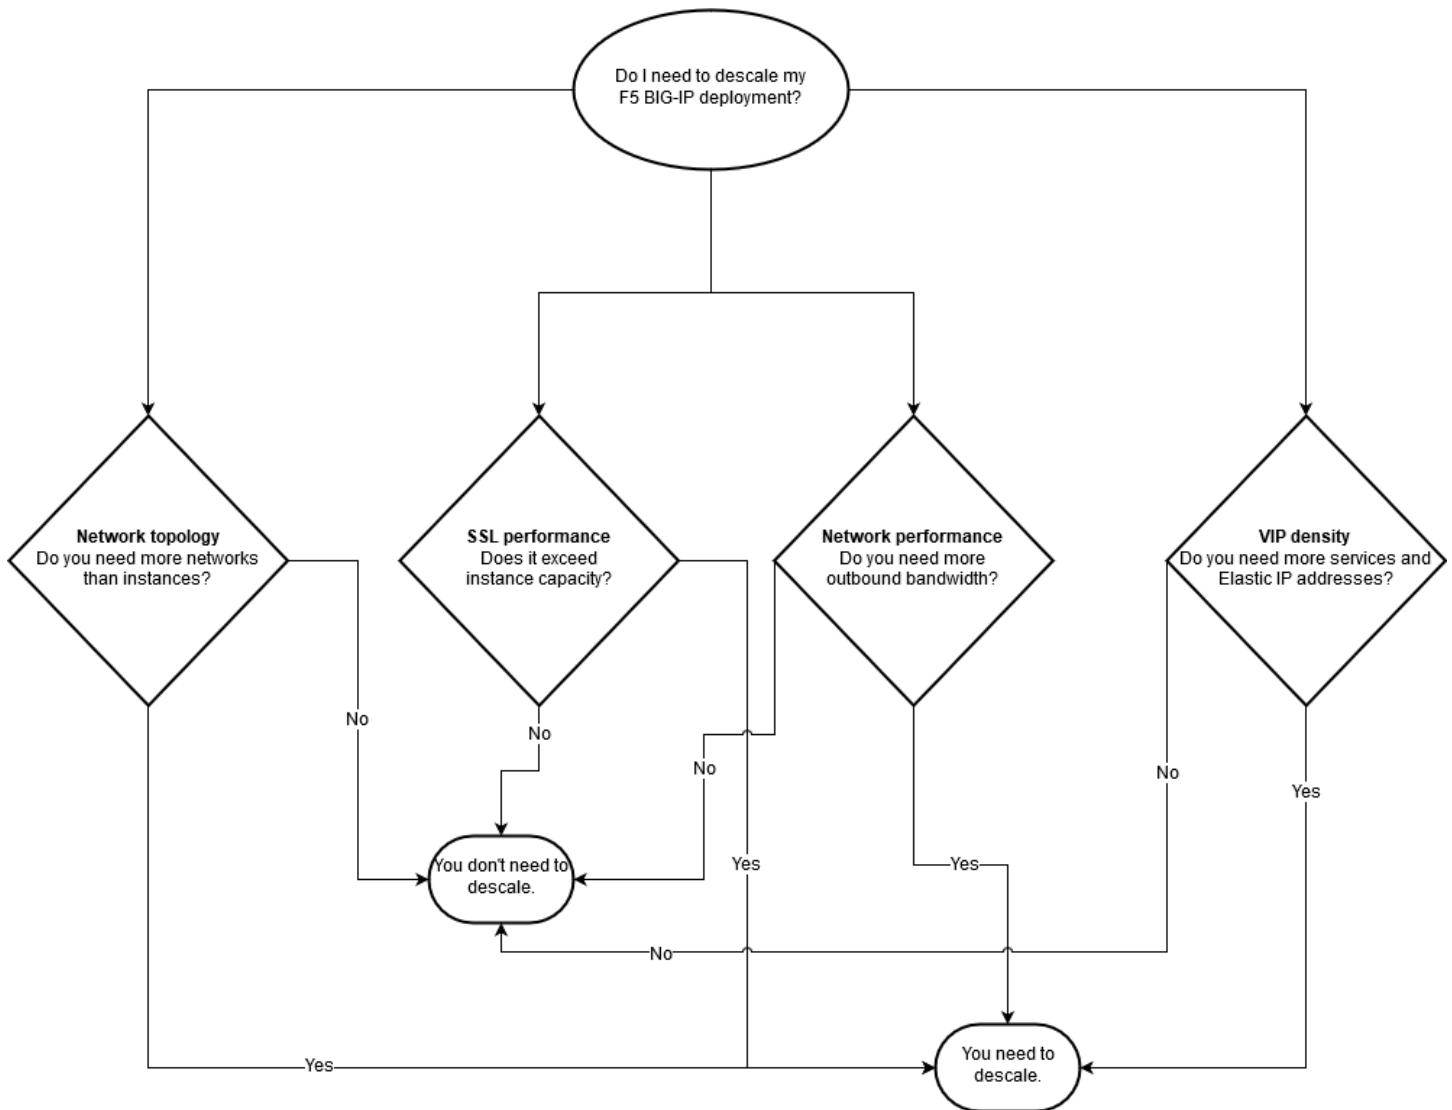 Do I need to descale my
F5 BIG-IP deployment?
Network topology
Do you need more networks
than instances?
SSL performance
Does it exceed
instance capacity?
Network performance
Do you need more
outbound bandwidth?
VIP density
Do you need more services and
Elastic IP addresses?
No
No
No
No
Yes
You don't need to
descale.
Yes
Yes
No
You need to
descale.
Yes